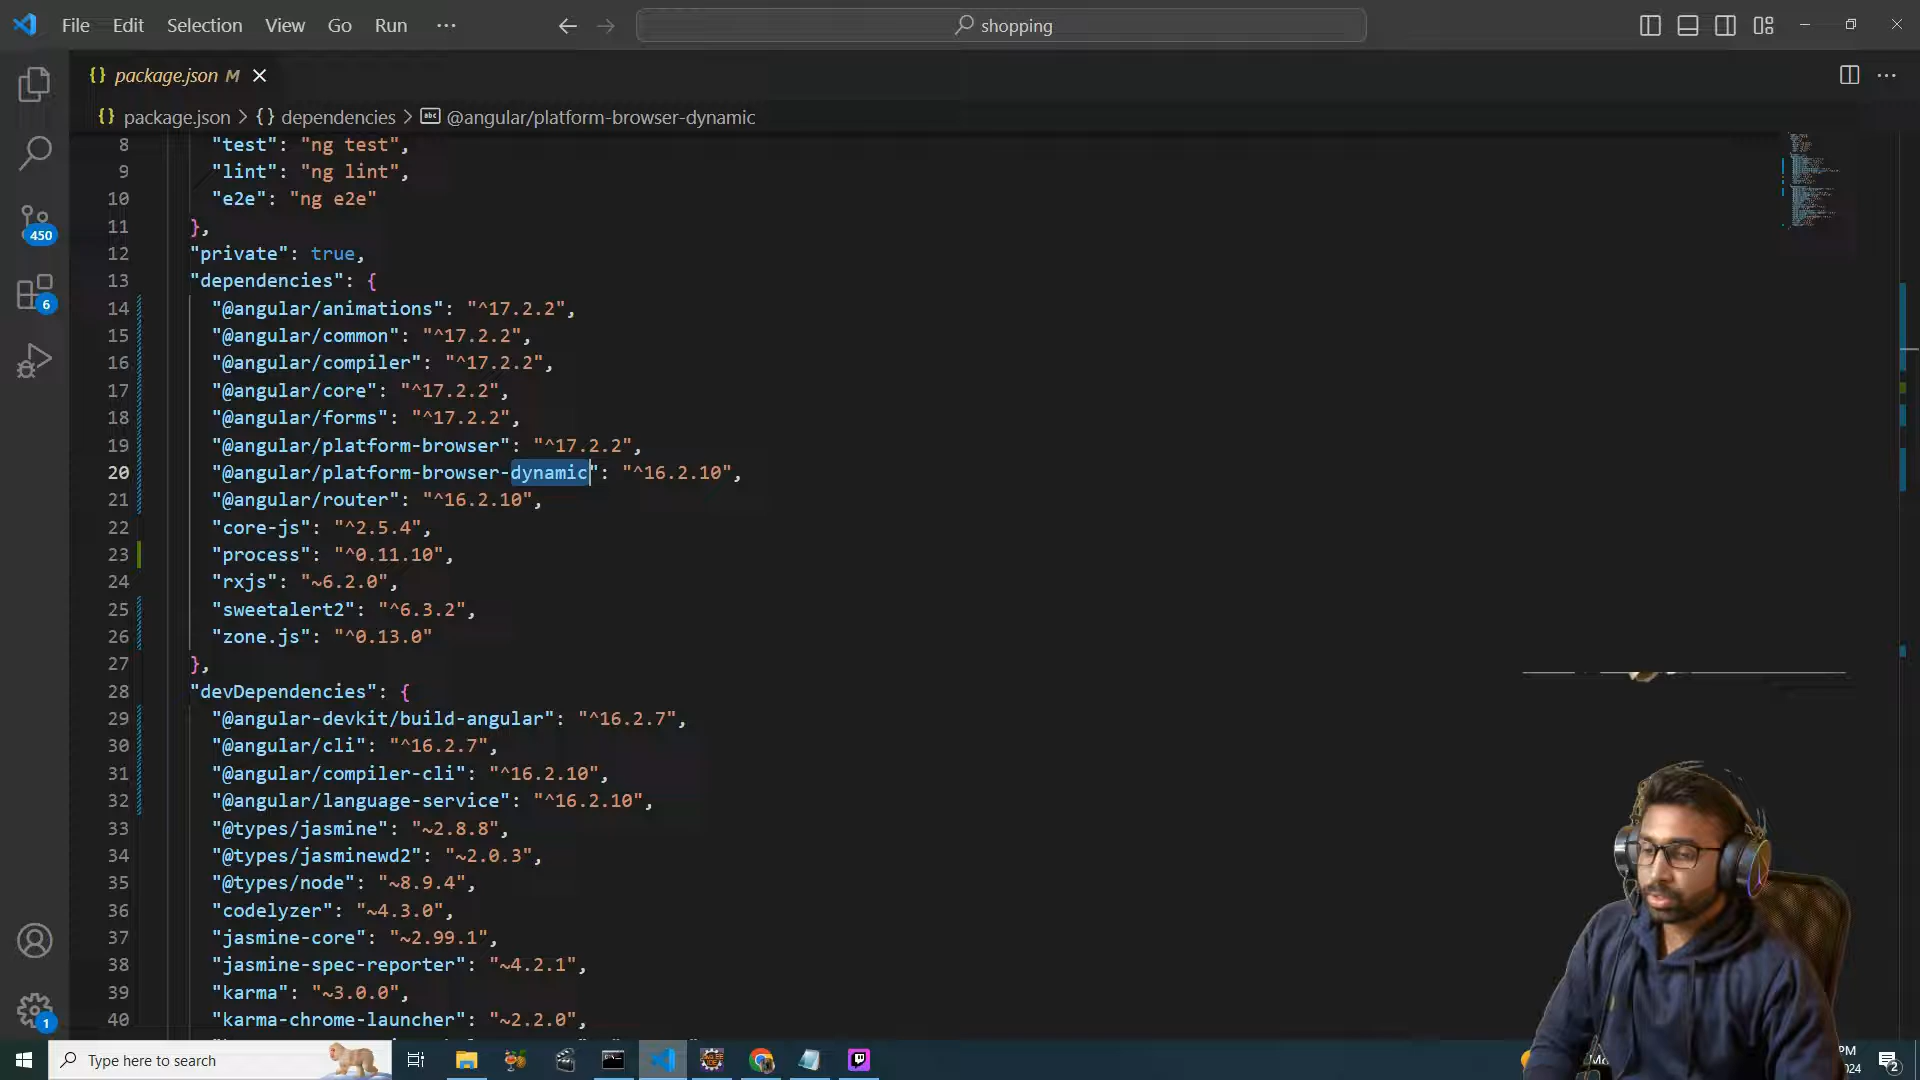 File Edit Selection View Go Run ···
shopping
{} package.json M
{} package.json > {} dependencies > @angular/platform-browser-dynamic
8 "test": "ng test",
9 "lint": "ng lint",
10 "e2e": "ng e2e"
11 },
12 "private": true,
13 "dependencies": {
14 "@angular/animations": "^17.2.2",
15 "@angular/common": "^17.2.2",
16 "@angular/compiler": "^17.2.2",
17 "@angular/core": "^17.2.2",
18 "@angular/forms": "^17.2.2",
19 "@angular/platform-browser": "^17.2.2",
20 "@angular/platform-browser-dynamic": "^16.2.10",
21 "@angular/router": "^16.2.10",
22 "core-js": "^2.5.4",
23 "process": "^0.11.10",
24 "rxjs": "~6.2.0",
25 "sweetalert2": "^6.3.2",
26 "zone.js": "^0.13.0"
27 },
28 "devDependencies": {
29 "@angular-devkit/build-angular": "^16.2.7",
30 "@angular/cli": "^16.2.7",
31 "@angular/compiler-cli": "^16.2.10",
32 "@angular/language-service": "^16.2.10",
33 "@types/jasmine": "~2.8.8",
34 "@types/jasminewd2": "~2.0.3",
35 "@types/node": "~8.9.4",
36 "codelyzer": "~4.3.0",
37 "jasmine-core": "~2.99.1",
38 "jasmine-spec-reporter": "~4.2.1",
39 "karma": "~3.0.0",
40 "karma-chrome-launcher": "~2.2.0",
450
6
1
Type here to search
PM
024
2